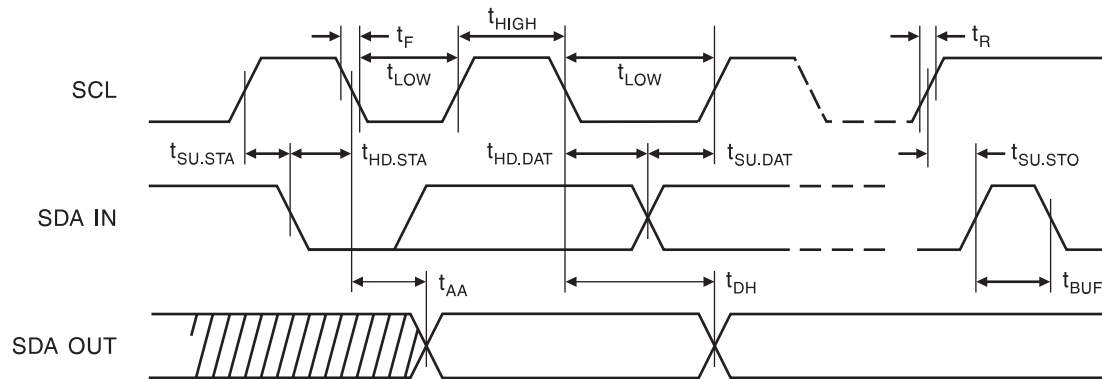 tHIGH
tF
tR
tLOW
tLOW
SCL
tSU.STA
tHD.STA
tHD.DAT
tSU.DAT
tSU.STO
SDA IN
tAA
tDH
tBUF
SDA OUT